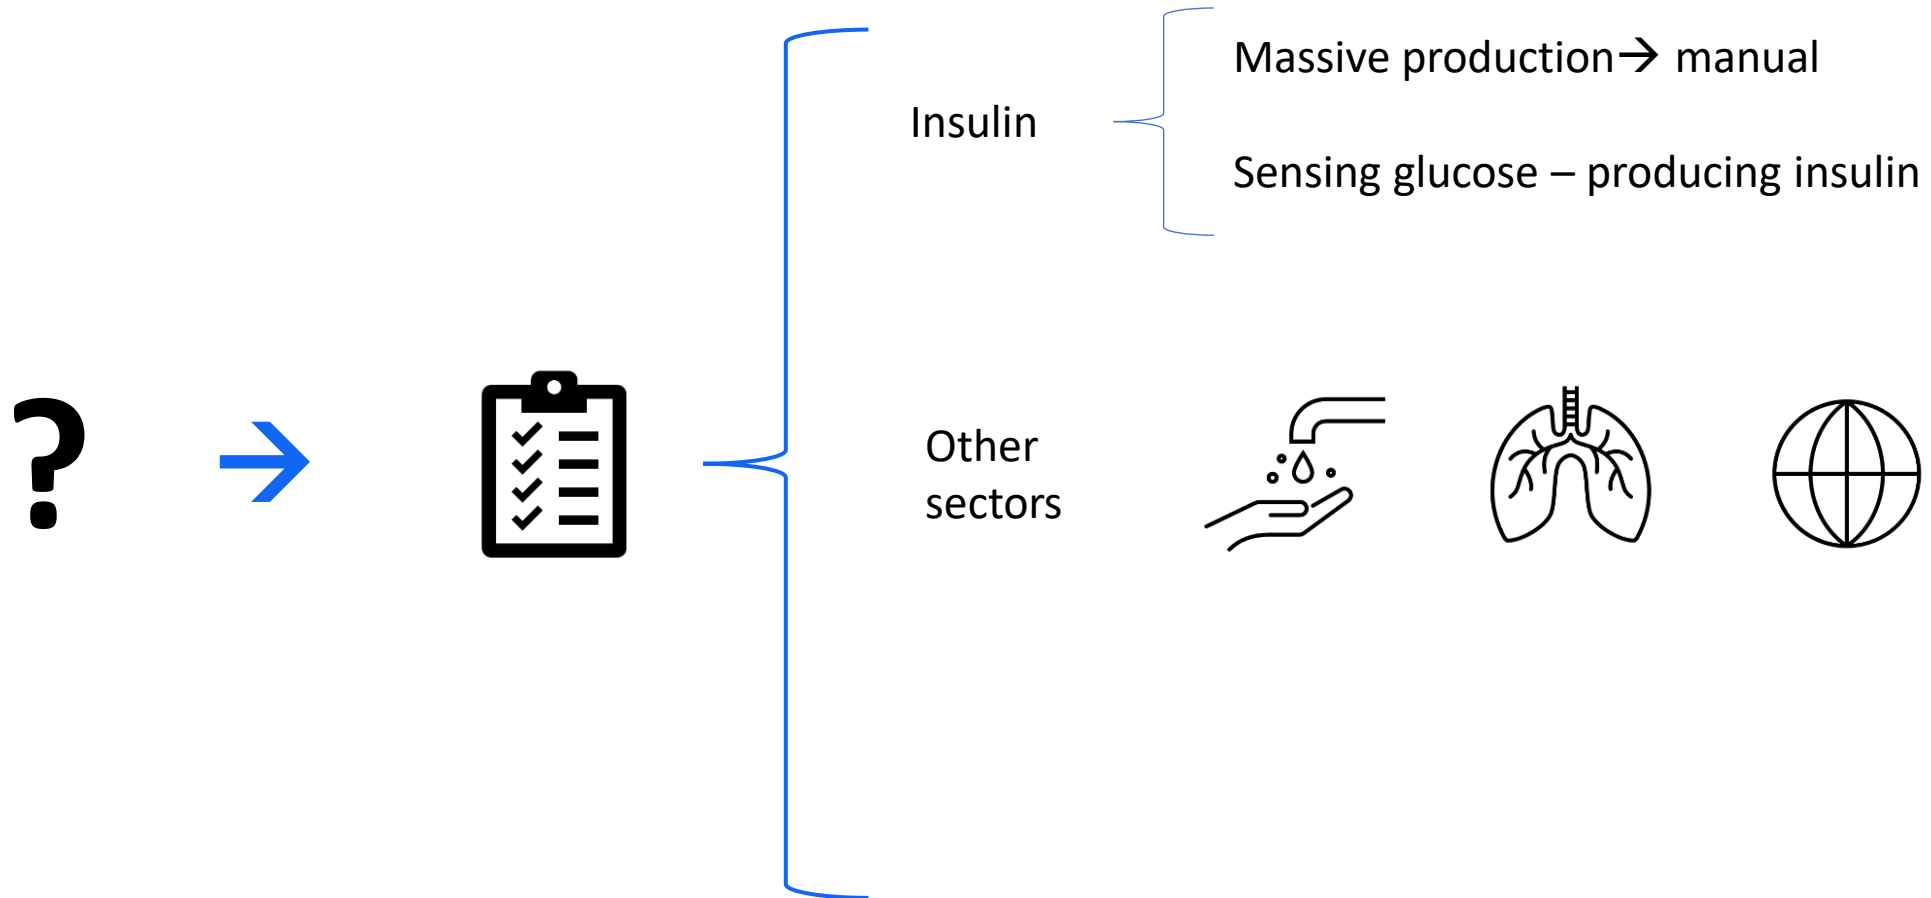 Massive production→ manual
Insulin
Sensing glucose – producing insulin
?
→
Other
sectors